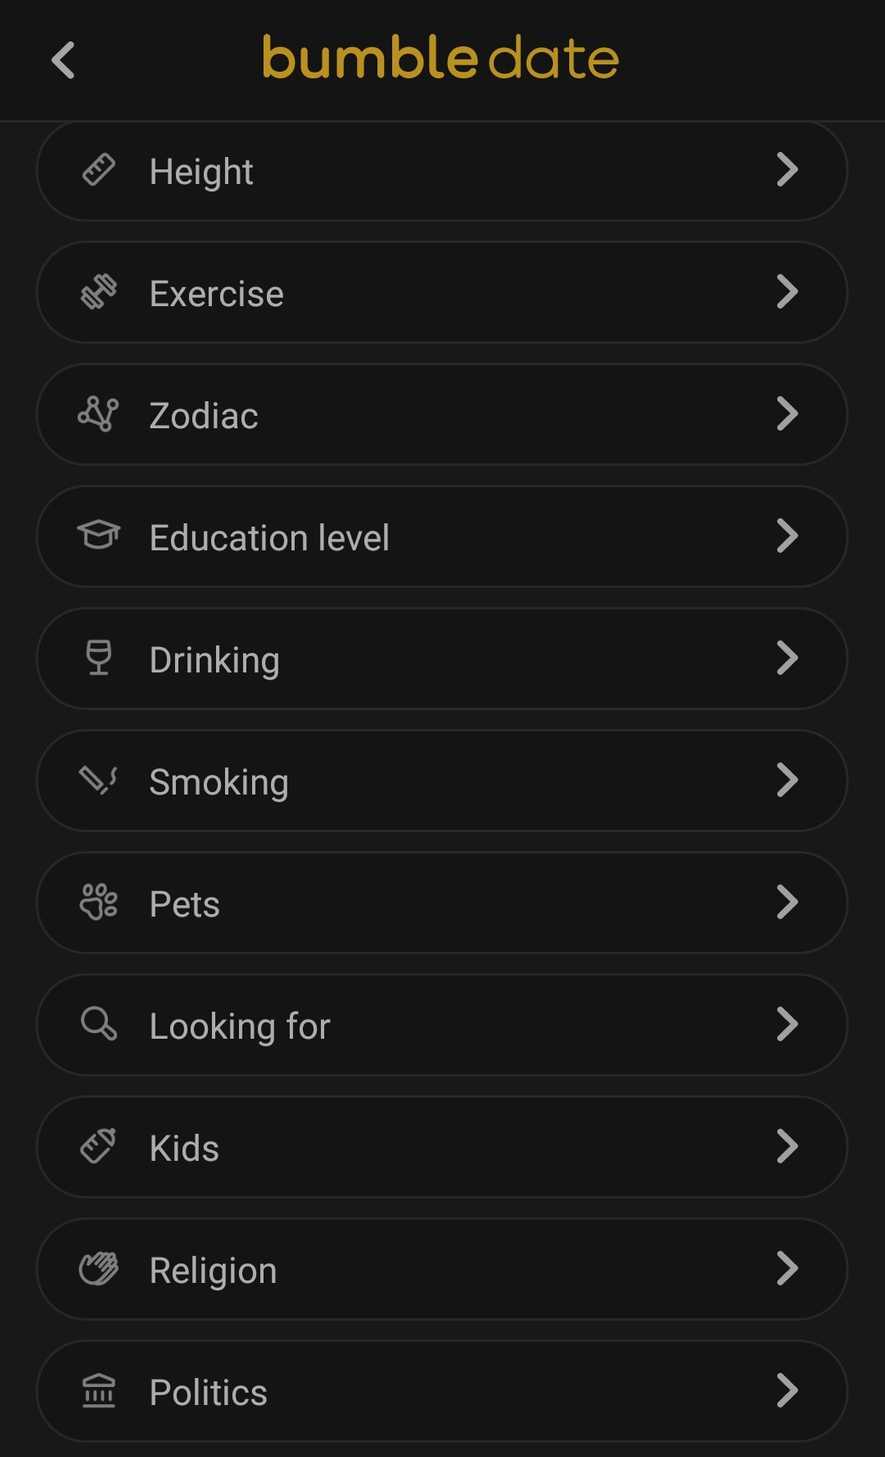 bumble date
Height
Exercise
Zodiac
Education level
Drinking
Smoking
Pets
Looking for
Kids
Religion
Politics